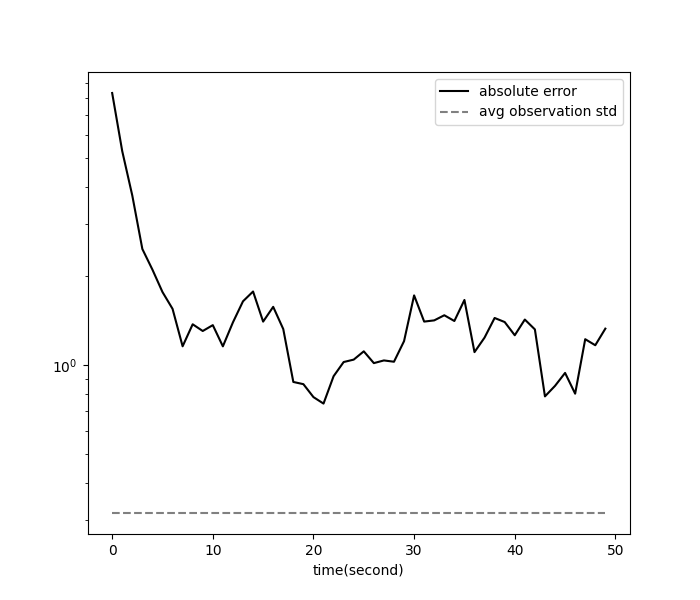 absolute error
avg observation std
10⁰
0 10 20 30 40 50
time(second)